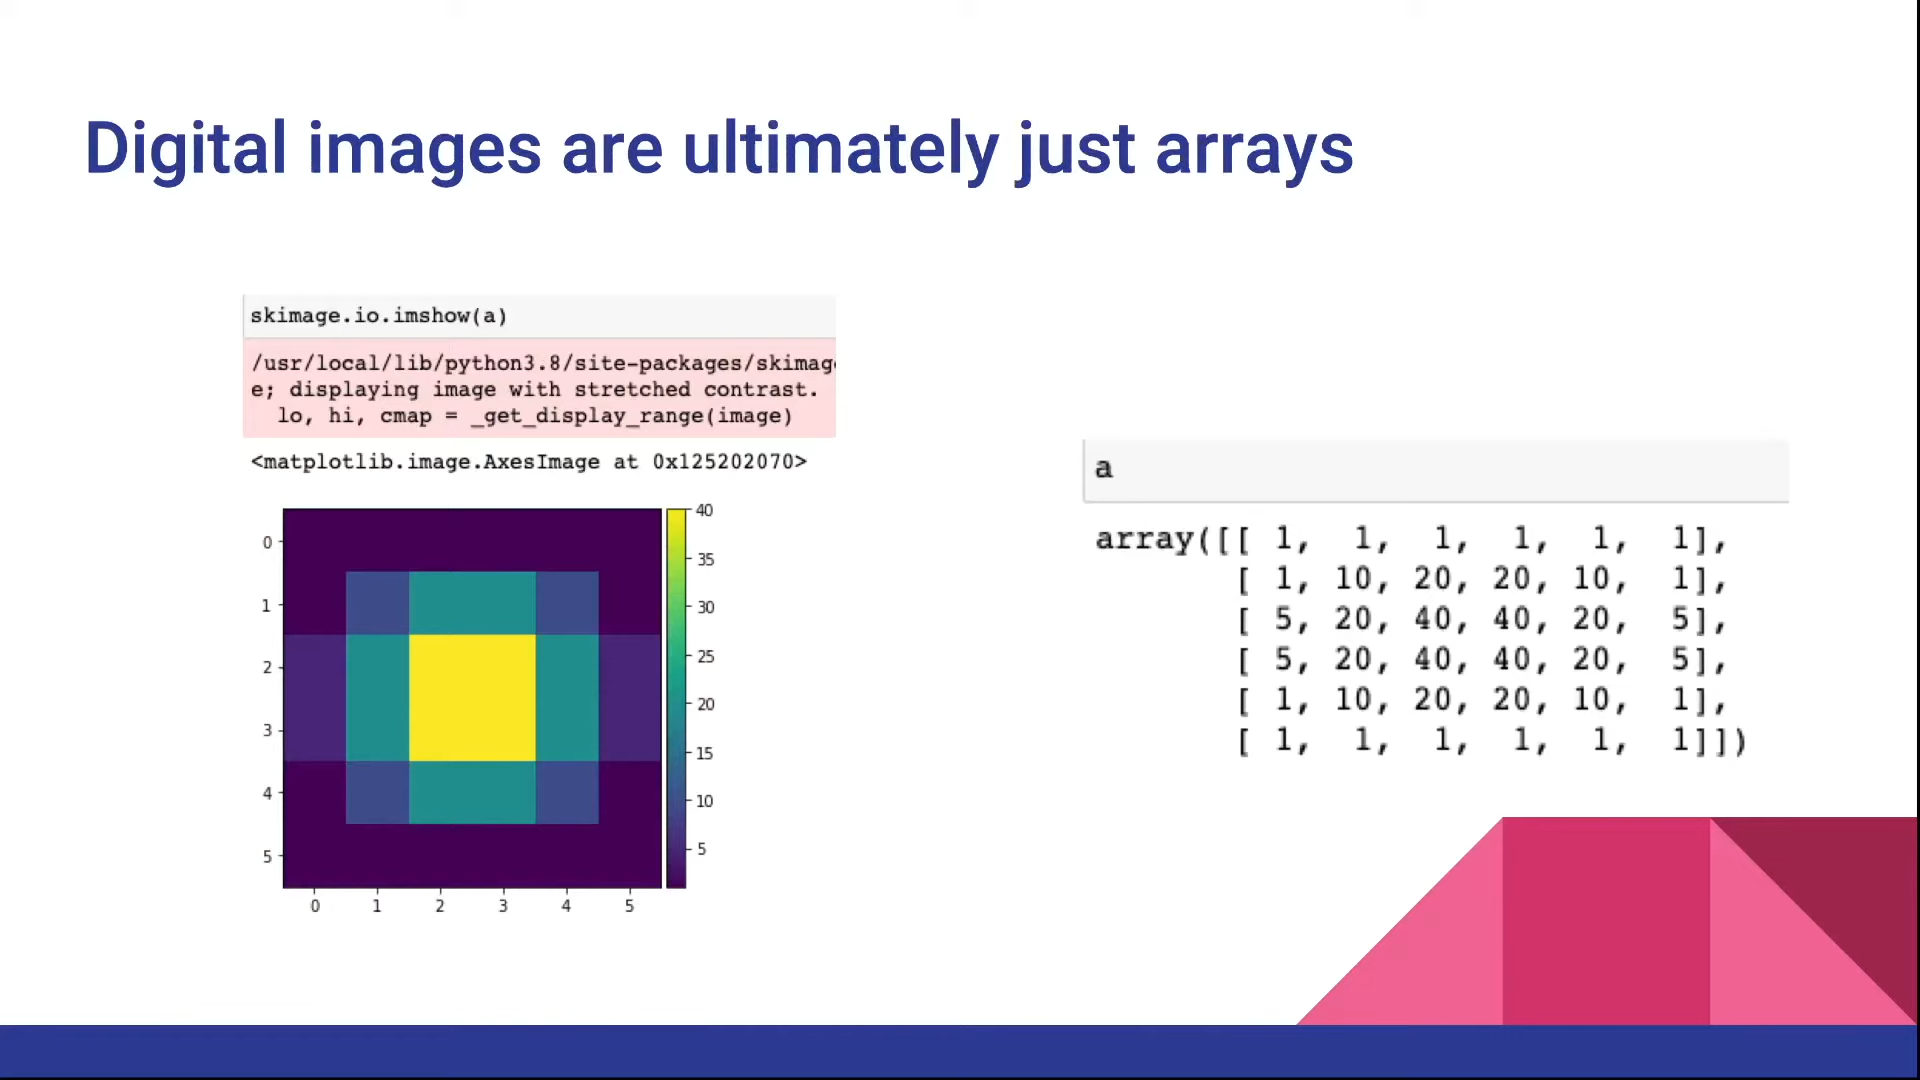 Digital images are ultimately just arrays
skimage.io.imshow(a)
/usr/local/lib/python3.8/site-packages/skimage
e; displaying image with stretched contrast.
lo, hi, cmap = _get_display_range(image)
<matplotlib.image.AxesImage at 0x125202070>
40
35
30
25
20
15
10
5
0
1
2
3
4
5
0 1 2 3 4 5
a
array([[ 1, 1, 1, 1, 1, 1],
[ 1, 10, 20, 20, 10, 1],
[ 5, 20, 40, 40, 20, 5],
[ 5, 20, 40, 40, 20, 5],
[ 1, 10, 20, 20, 10, 1],
[ 1, 1, 1, 1, 1, 1]])